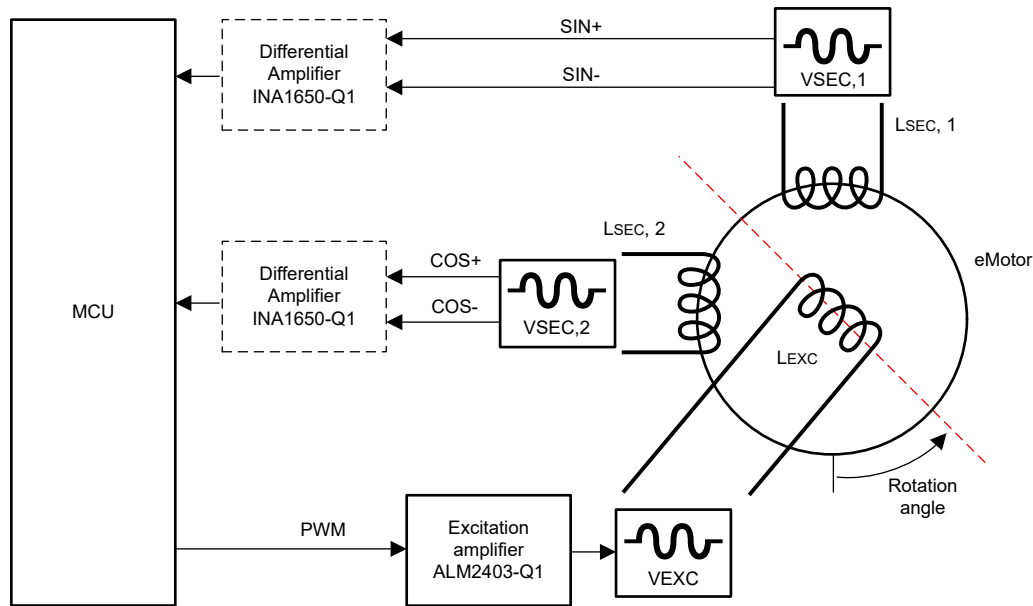 SIN+
Differential
Amplifier
INA1650-Q1
SIN-
VSEC,1
LSEC, 1
LSEC, 2
eMotor
COS+
Differential
Amplifier
INA1650-Q1
MCU
COS-
VSEC,2
LEXC
Rotation
angle
PWM
Excitation
amplifier
ALM2403-Q1
VEXC